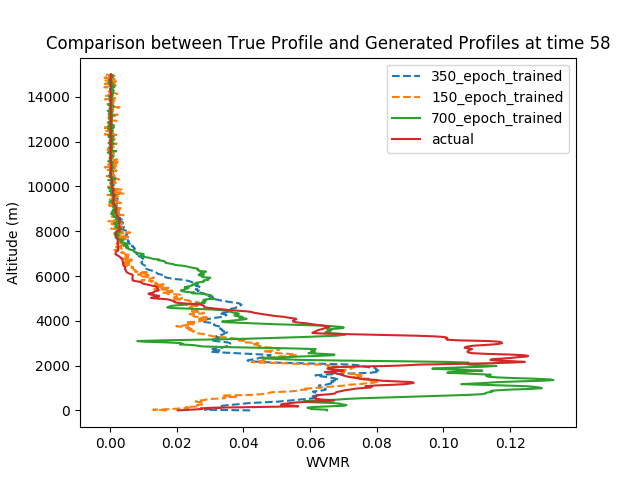 Comparison between True Profile and Generated Profiles at time 58
350_epoch_trained
150_epoch_trained
700_epoch_trained
actual
Altitude (m)
14000
12000
10000
8000
6000
4000
2000
0
0.00 0.02 0.04 0.06 0.08 0.10 0.12
WVMR